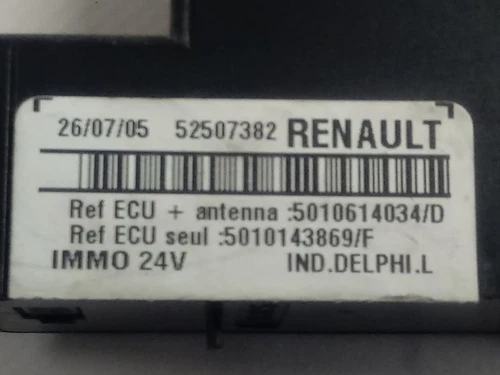 26/07/05 52507382 RENAULT
Ref ECU + antenna :5010614034/D
Ref ECU seul :5010143869/F
IMMO 24V IND.DELPHI.L